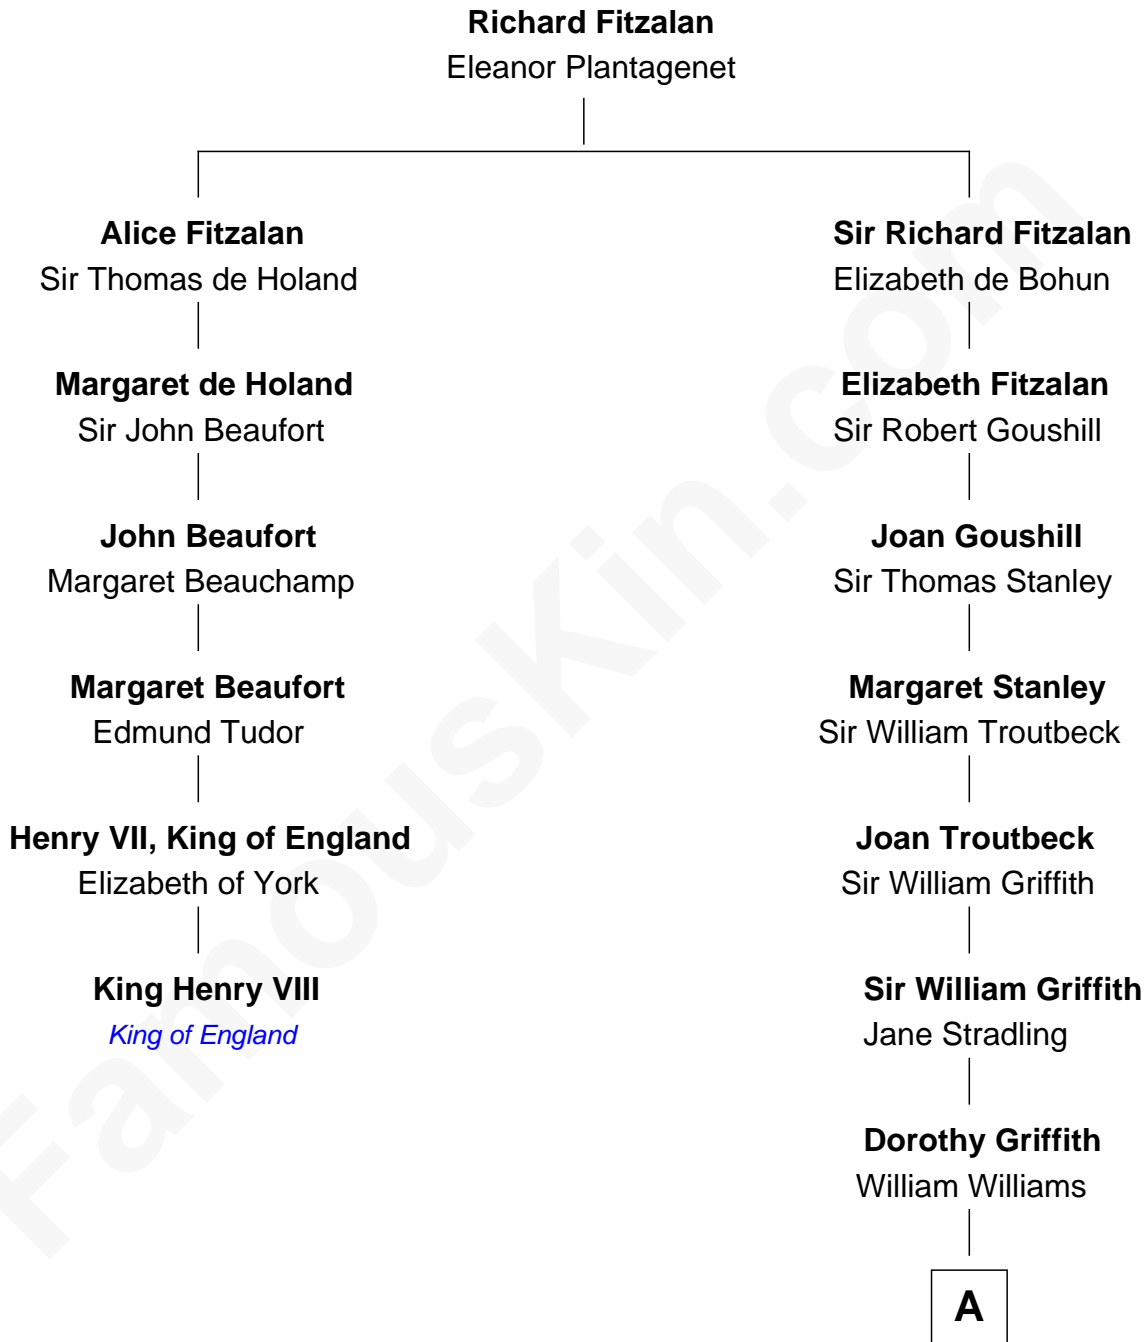 Richard Fitzalan
Eleanor Plantagenet
Alice Fitzalan
Sir Thomas de Holand
Sir Richard Fitzalan
Elizabeth de Bohun
Margaret de Holand
Sir John Beaufort
Elizabeth Fitzalan
Sir Robert Goushill
John Beaufort
Margaret Beauchamp
Joan Goushill
Sir Thomas Stanley
Margaret Beaufort
Edmund Tudor
Margaret Stanley
Sir William Troutbeck
Henry VII, King of England
Elizabeth of York
Joan Troutbeck
Sir William Griffith
King Henry VIII
King of England
Sir William Griffith
Jane Stradling
Dorothy Griffith
William Williams
A
FamousKin.com